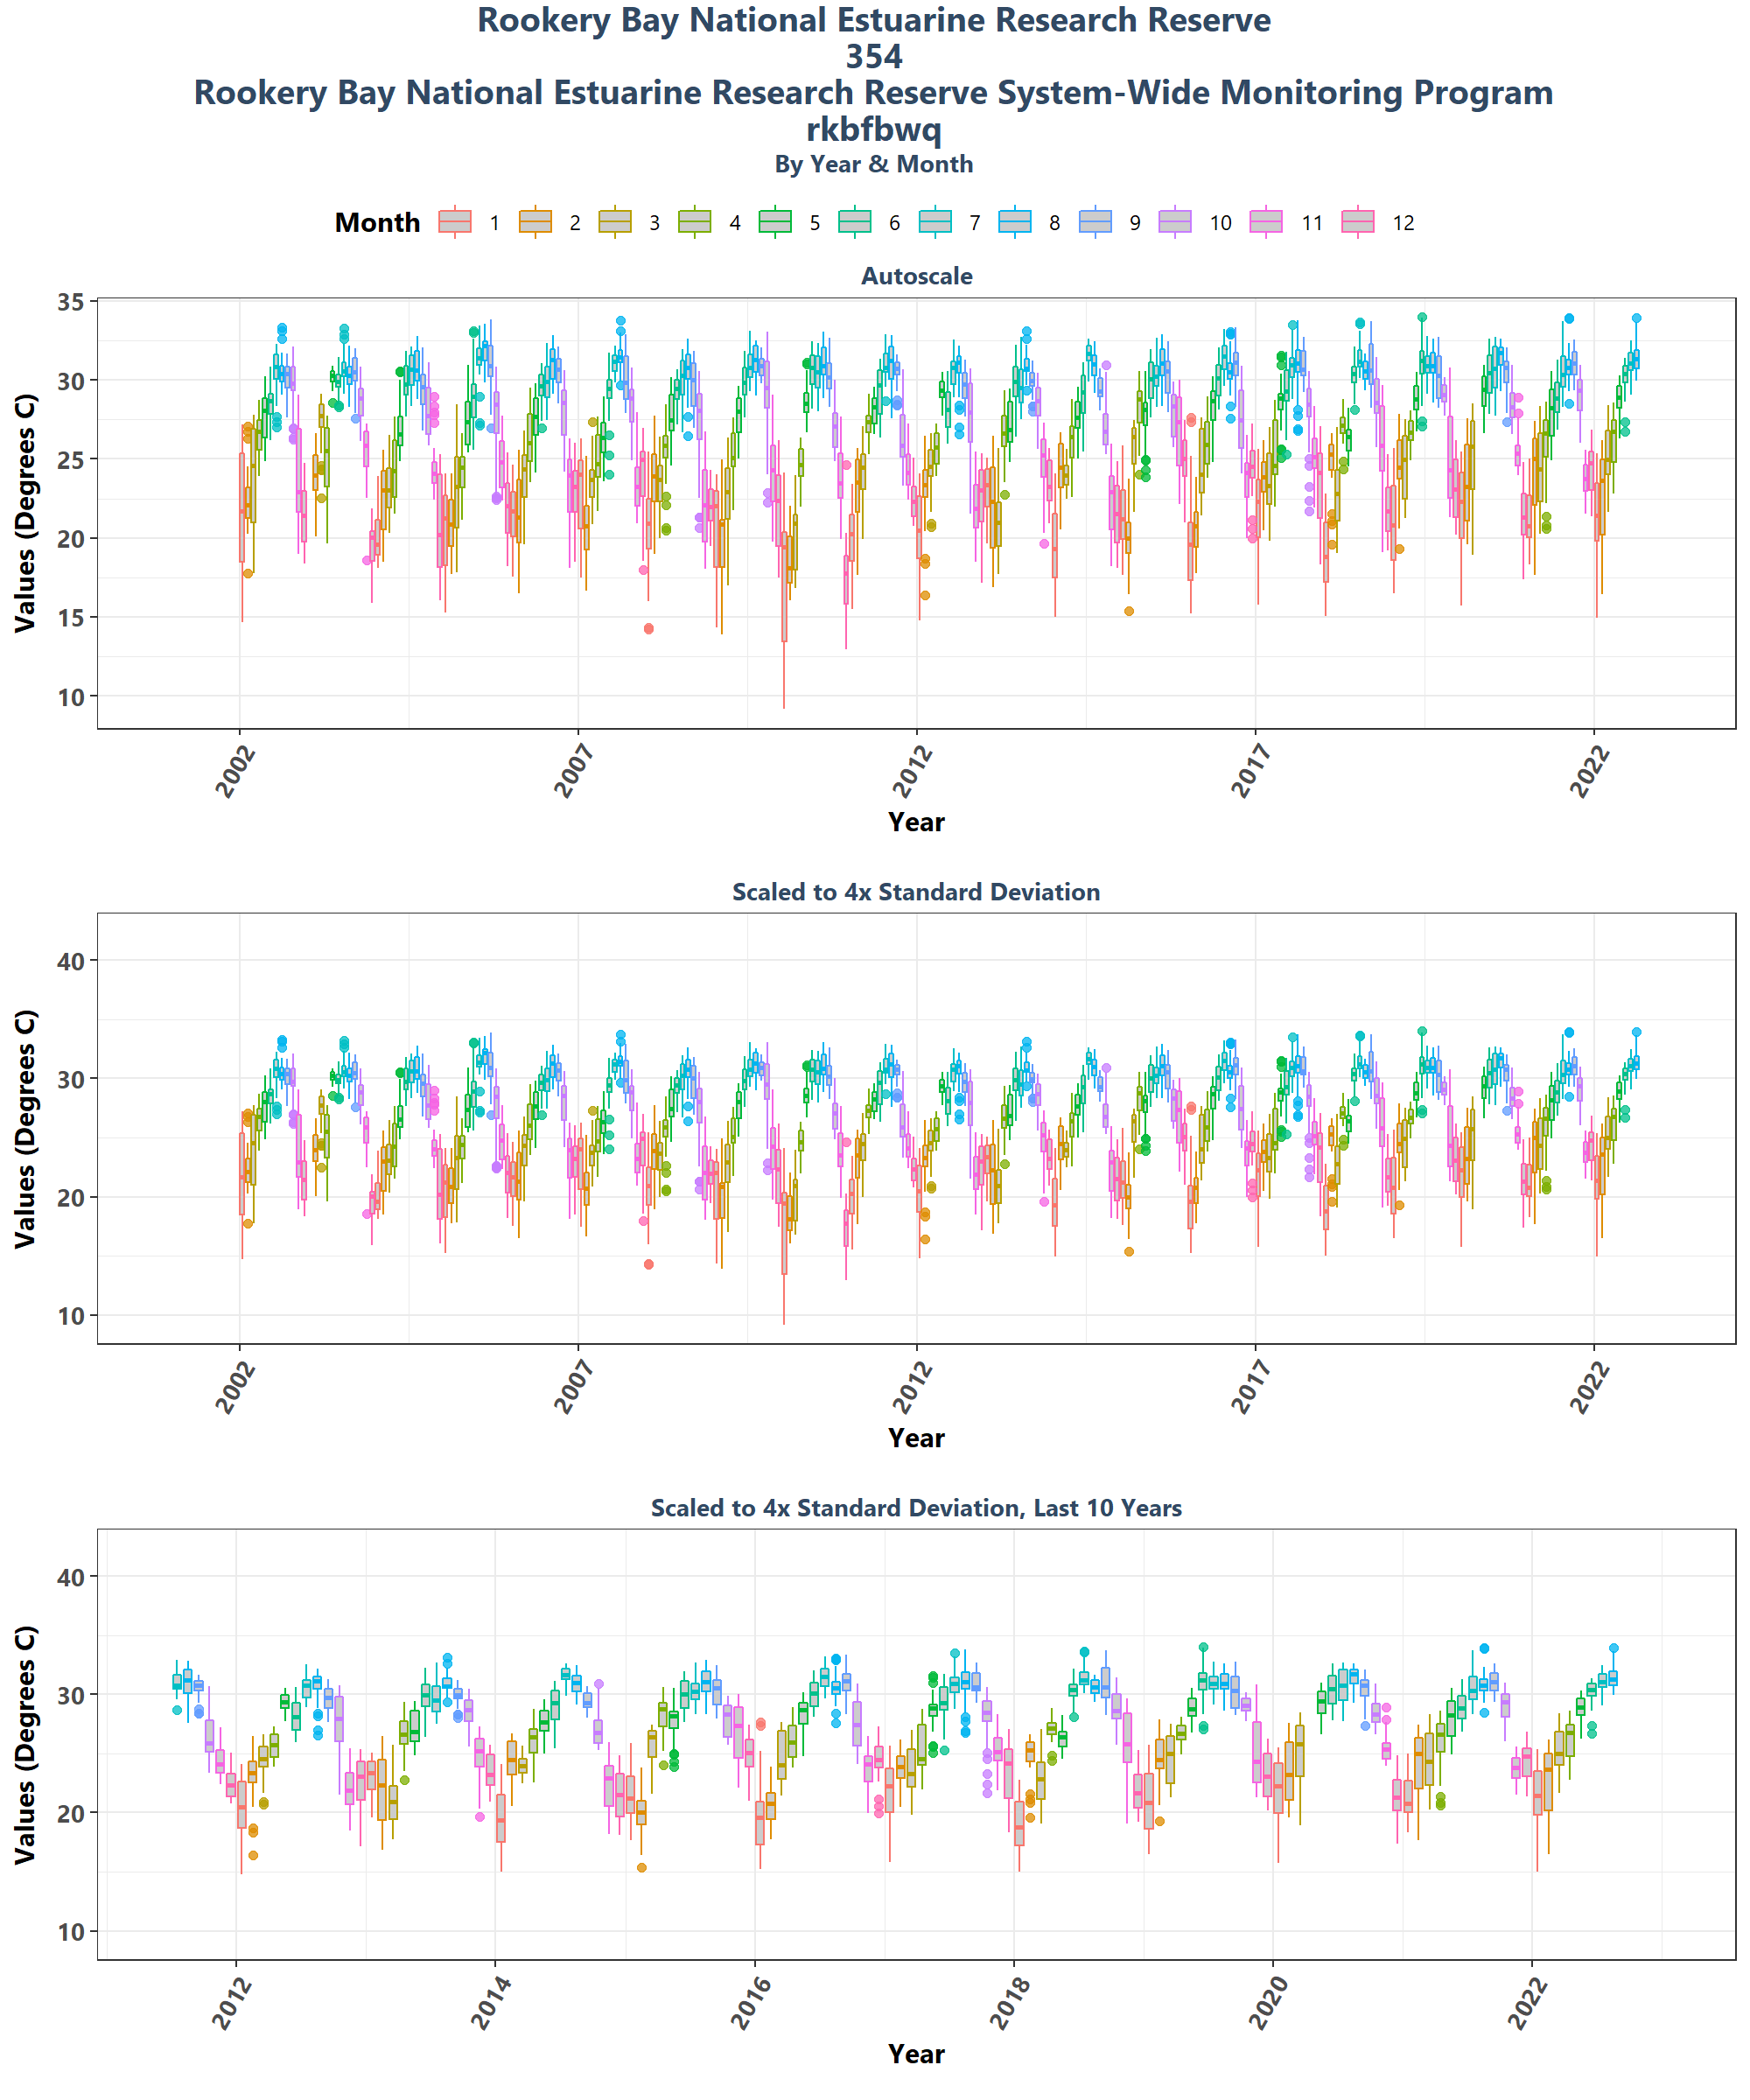 Rookery Bay National Estuarine Research Reserve
354
Rookery Bay National Estuarine Research Reserve System-Wide Monitoring Program
rkbfbwq
By Year & Month
Month 1 2 3 4 5 6 7 8 9 10 11 12
Autoscale
Values (Degrees C)
35
30
25
20
15
10
2002 2007 2012 2017 2022
Year
Scaled to 4x Standard Deviation
Values (Degrees C)
40
30
20
10
2002 2007 2012 2017 2022
Year
Scaled to 4x Standard Deviation, Last 10 Years
Values (Degrees C)
40
30
20
10
2012 2014 2016 2018 2020 2022
Year